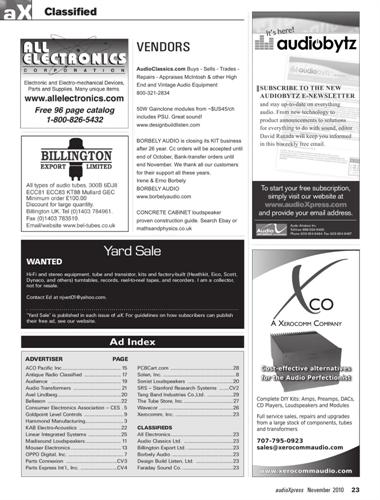 aX Classified
ALL
ELECTRONICS
CORPORATION
Electronic and Electro-mechanical Devices,
Parts and Supplies. Many unique items.
www.allelectronics.com
Free 96 page catalog
1-800-826-5432
BILLINGTON
EXPORT LIMITED
All types of audio tubes, 300B 6DJ8
ECC81 ECC83 KT88 Mullard GEC
Minimum order £100.00
Discount for large quantity.
Billington UK. Tel (0)1403 784961.
Fax (0)1403 783519.
Email/website www.bel-tubes.co.uk
VENDORS
AudioClassics.com Buys - Sells - Trades -
Repairs - Appraises McIntosh & other High
End and Vintage Audio Equipment
800-321-2834
50W Gainclone modules from ~$US45/ch
includes PSU. Great sound!
www.designbuildlisten.com
BORBELY AUDIO is closing its KIT business
after 26 year. Cc orders will be accepted until
end of October, Bank-transfer orders until
end November. We thank all our customers
for their support all these years.
Irene & Erno Borbely
BORBELY AUDIO
www.borbelyaudio.com
CONCRETE CABINET loudspeaker
proven construction guide. Search Ebay or
mathsandphysics.co.uk
It's here!
audiobytz
SUBSCRIBE TO THE NEW
AUDIOBYTZ E-NEWSLETTER
and stay up-to-date on everything
audio. From new technology to
product announcements to solutions
for everything to do with sound, editor
David Rutada will keep you informed
in this biweekly free email.
To start your free subscription,
simply visit our website at
www.audioXpress.com
and provide your email address.
Yard Sale
WANTED
Hi-Fi and stereo equipment, tube and transistor, kits and factory-built (Heathkit, Eico, Scott,
Dynaco, and others) turntables, records, reel-to-reel tapes, and recorders. I am a collector,
not for resale.
Contact Ed at njvert01@yahoo.com.
"Yard Sale" is published in each issue of aX. For guidelines on how subscribers can publish
their free ad, see our website.
Ad Index
ADVERTISER PAGE
ACO Pacific Inc 15
Antique Radio Classified 17
Audience 19
Audio Transformers 21
Axel Lindberg 20
Belleson 22
Consumer Electronics Association – CES 5
Goldpoint Level Controls 9
Hammond Manufacturing 3
KAB Electro-Acoustics 22
Linear Integrated Systems 25
Madisound Loudspeakers 11
Mouser Electronics 13
OPPO Digital, Inc. 7
Parts Connexion CV3
Parts Express Int'l., Inc. CV4
PCBCart.com 28
Solen, Inc. 8
Sonist Loudspeakers 20
SRS – Stanford Research Systems CV2
Tang Band Industries Co., Ltd. 29
The Tube Store, Inc. 27
Wavecor 26
Xerocomm, Inc. 23
CLASSIFIEDS
All Electronics 23
Audio Classics Ltd 23
Billington Export Ltd 23
Borbely Audio 23
Design Build Listen, Ltd 23
Faraday Sound Co. 23
XCO
A XEROCOMM COMPANY
Cost-effective alternatives
for the Audio Perfectionist
Complete DIY Kits: Amps, Preamps, DACs,
CD Players, Loudspeakers and Modules
Full service sales, repairs and upgrades
from a large stock of components, tubes
and transformers
707-795-0923
sales@xerocommaudio.com
www.xerocommaudio.com
audioXpress November 2010 23